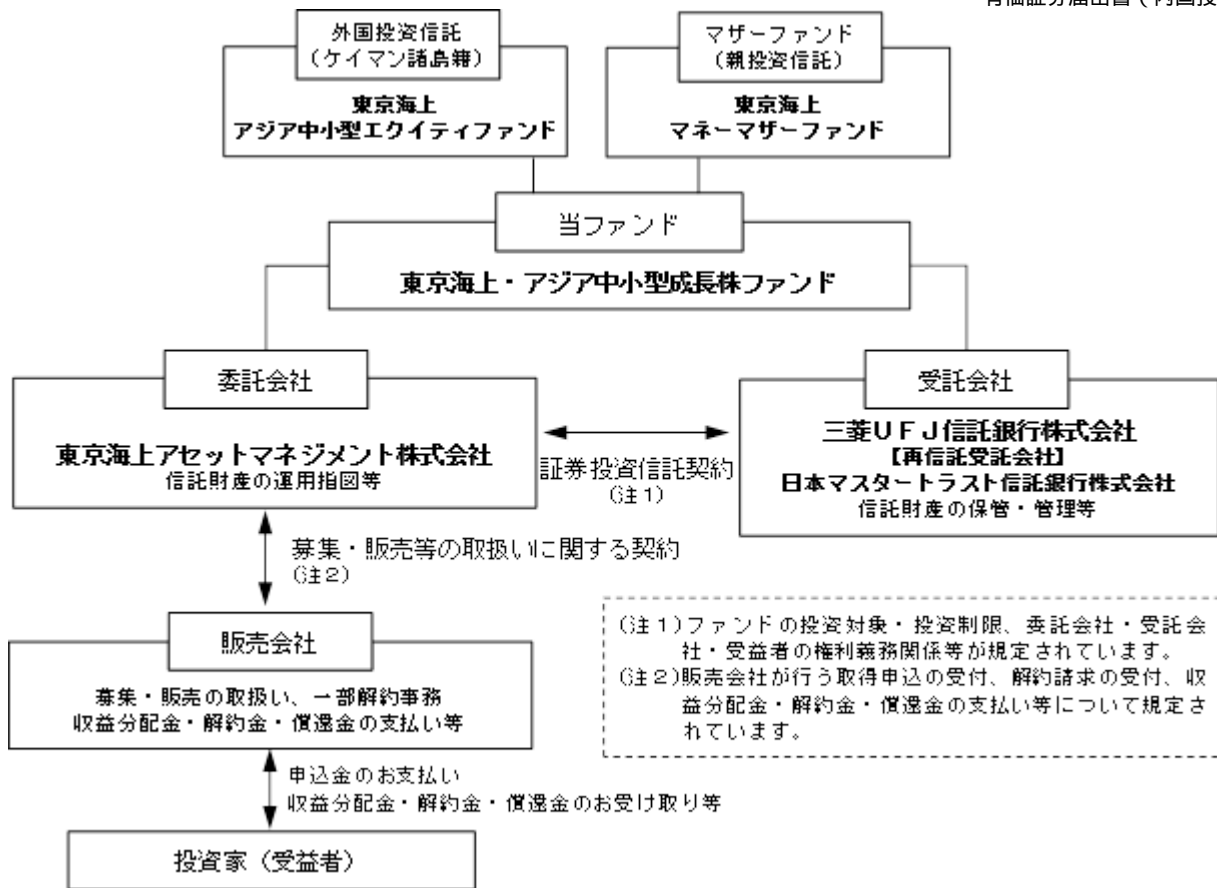 外国投資信託
(ケイマン諸島籍)
東京海上
アジア中小型エクイティファンド
マザーファンド
(親投資信託)
東京海上
マネーマザーファンド
当ファンド
東京海上・アジア中小型成長株ファンド
委託会社
東京海上アセットマネジメント株式会社
信託財産の運用指図等
証券投資信託契約
(注1)
受託会社
三菱UFJ信託銀行株式会社
【再信託受託会社】
日本マスタートラスト信託銀行株式会社
信託財産の保管・管理等
募集・販売等の取扱いに関する契約
(注2)
販売会社
募集・販売の取扱い、一部解約事務
収益分配金・解約金・償還金の支払い等
(注1)ファンドの投資対象・投資制限、委託会社・受託会
社・受益者の権利義務関係等が規定されています。
(注2)販売会社が行う取得申込の受付、解約請求の受付、収
益分配金・解約金・償還金の支払い等について規定さ
れています。
申込金のお支払い
収益分配金・解約金・償還金のお受け取り等
投資家(受益者)